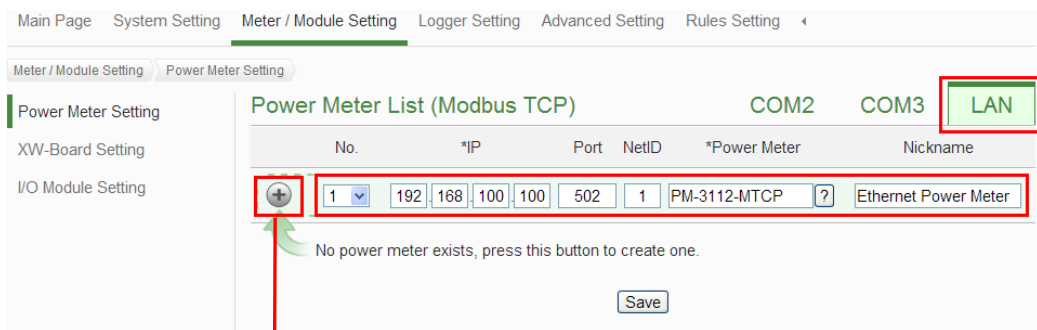 Main Page System Setting Meter / Module Setting Logger Setting Advanced Setting Rules Setting
Meter / Module Setting Power Meter Setting
Power Meter Setting
XW-Board Setting
I/O Module Setting
Power Meter List (Modbus TCP) COM2 COM3 LAN
No. *IP Port NetID *Power Meter Nickname
1 192 . 168 . 100 . 100 502 1 PM-3112-MTCP ? Ethernet Power Meter
No power meter exists, press this button to create one.
Save